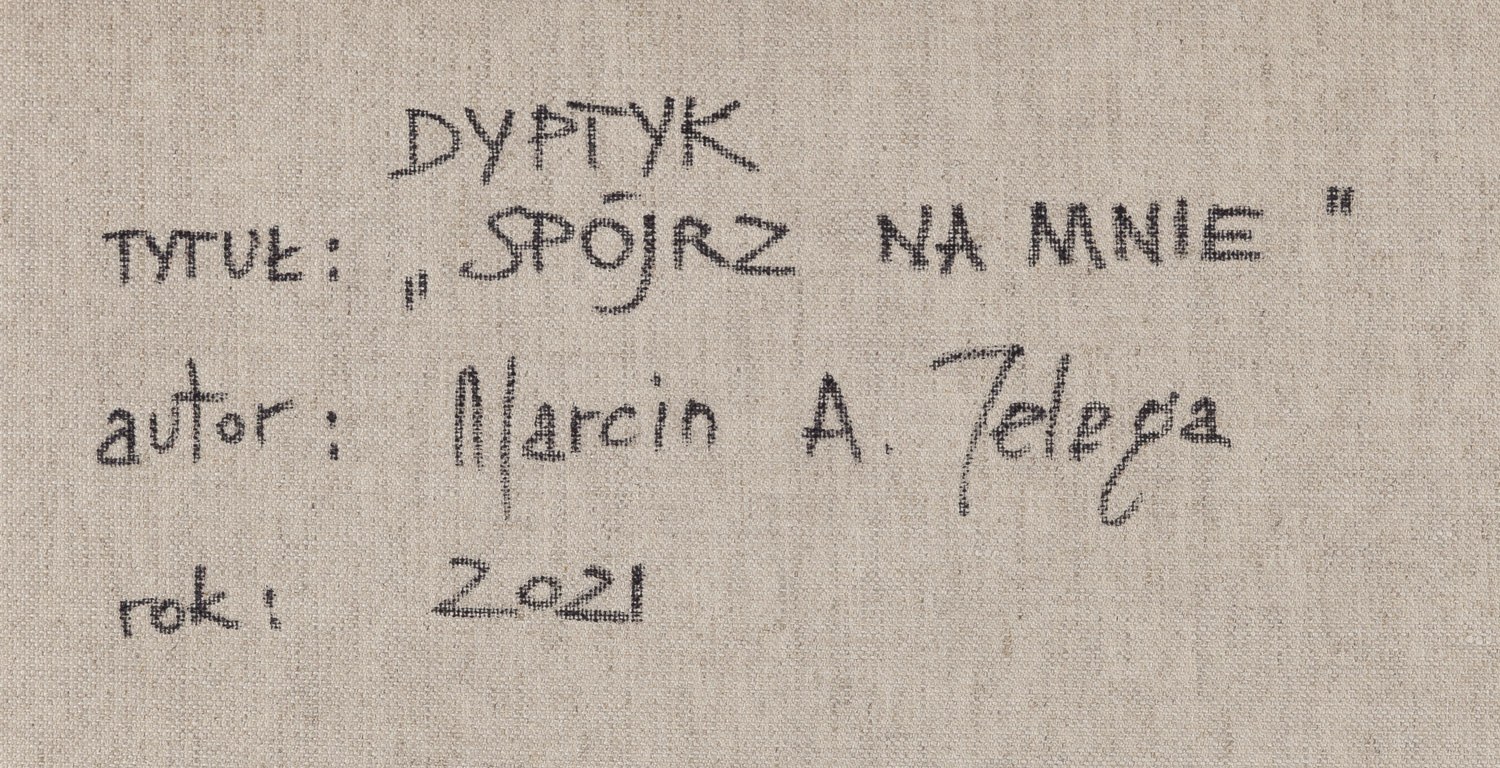 DYPTYK
TYTUŁ: „SPÓJRZ NA MNIE"
autor: Marcin A. Telega
rok: 2021